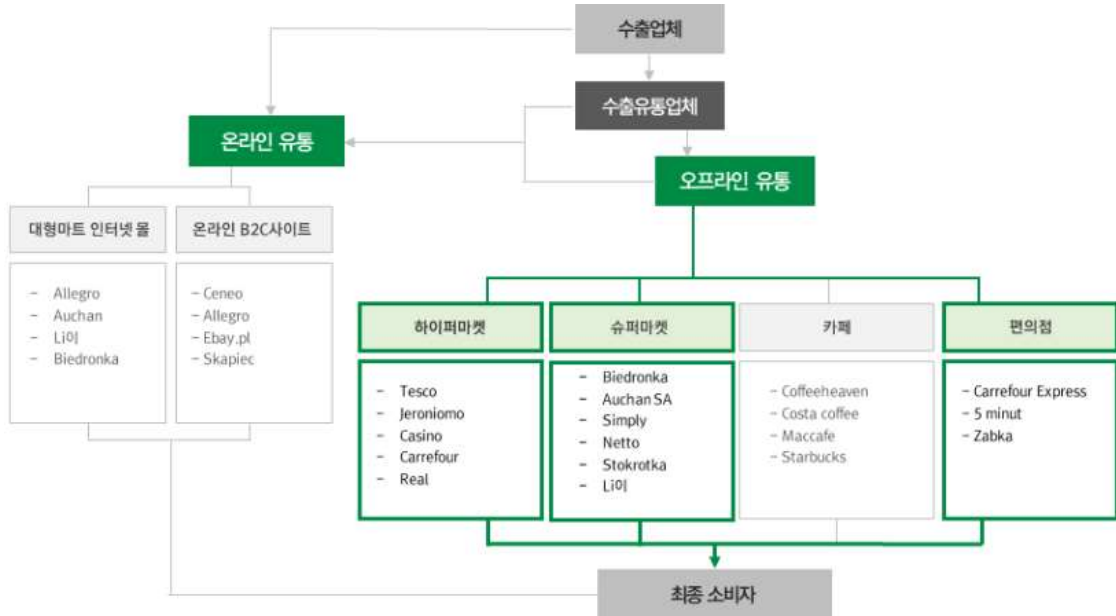 수출업체
수출유통업체
온라인 유통
오프라인 유통
대형마트 인터넷 몰
온라인 B2C사이트
- Allegro
- Auchan
- Li이
- Biedronka
- Ceneo
- Allegro
- Ebay.pl
- Skapiec
하이퍼마켓
슈퍼마켓
카페
편의점
- Tesco
- Jeroniomo
- Casino
- Carrefour
- Real
- Biedronka
- Auchan SA
- Simply
- Netto
- Stokrotka
- Li이
- Coffeeheaven
- Costa coffee
- Maccafe
- Starbucks
- Carrefour Express
- 5 minut
- Zabka
최종 소비자